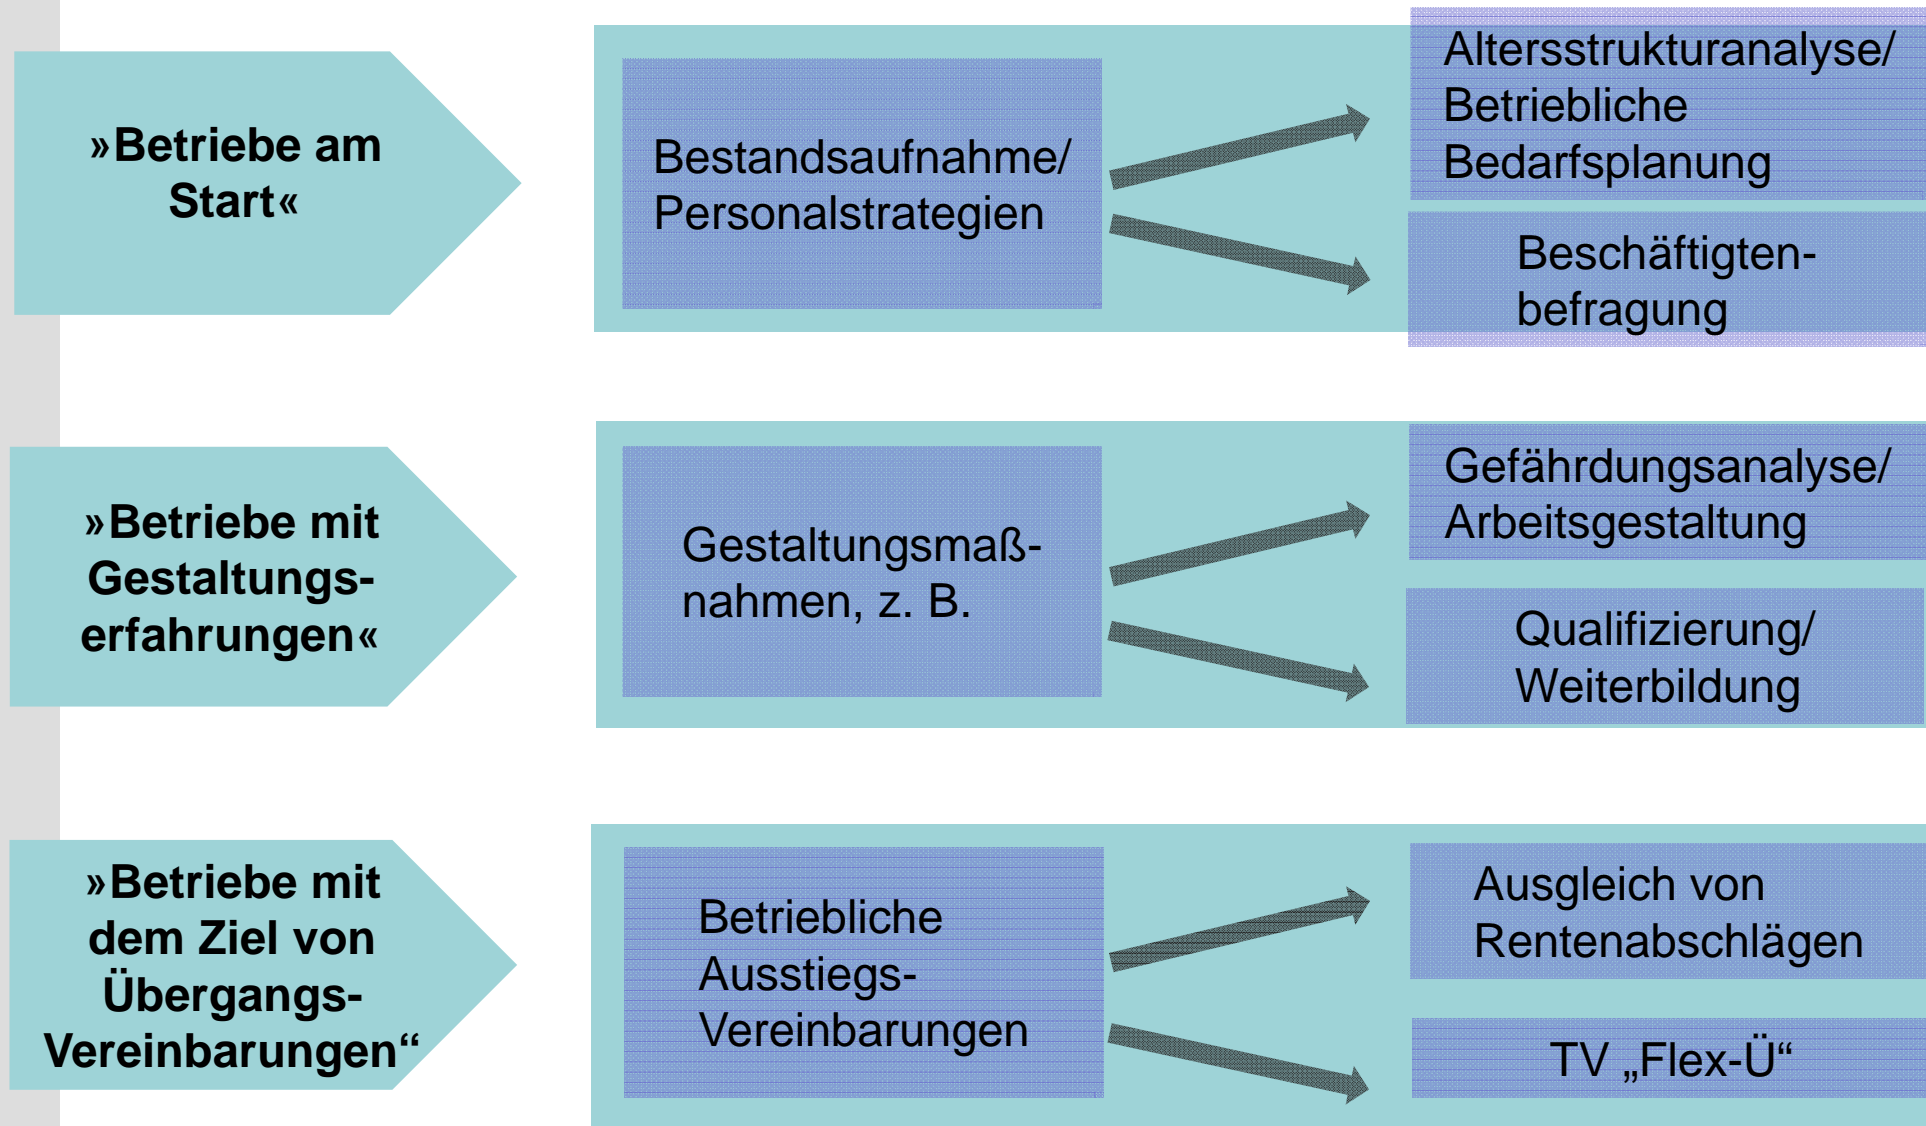 »Betriebe am
Start«
Bestandsaufnahme/
Personalstrategien
Altersstrukturanalyse/
Betriebliche
Bedarfsplanung
Beschäftigten-
befragung
»Betriebe mit
Gestaltungs-
erfahrungen«
Gestaltungsmaß-
nahmen, z. B.
Gefährdungsanalyse/
Arbeitsgestaltung
Qualifizierung/
Weiterbildung
»Betriebe mit
dem Ziel von
Übergangs-
Vereinbarungen“
Betriebliche
Ausstiegs-
Vereinbarungen
Ausgleich von
Rentenabschlägen
TV „Flex-Ü“